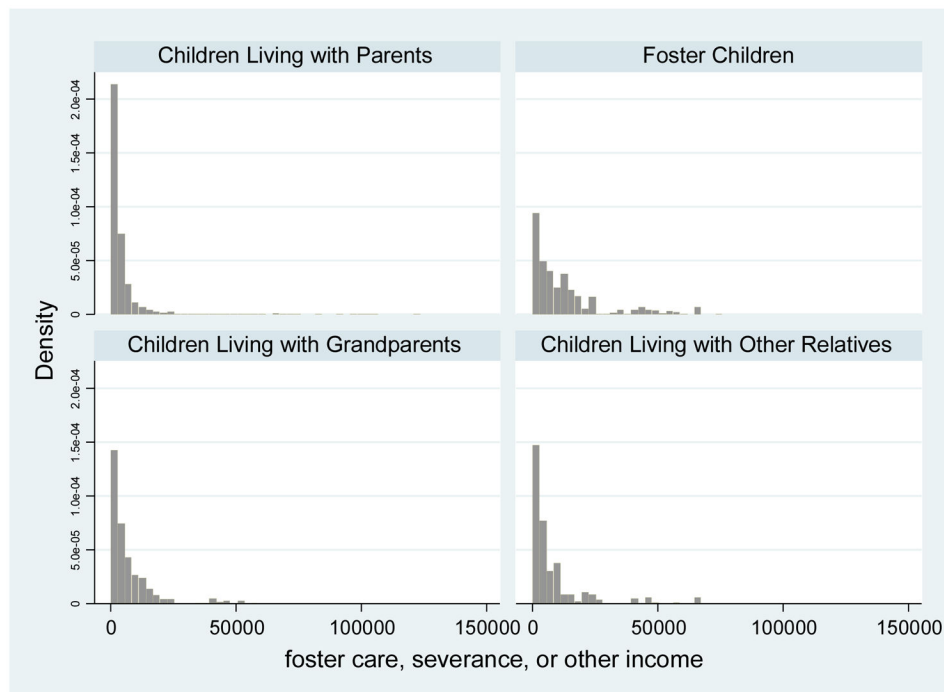 Children Living with Parents
Foster Children
2.0e-04
1.5e-04
1.0e-04
5.0e-05
0
Children Living with Grandparents
Children Living with Other Relatives
2.0e-04
1.5e-04
1.0e-04
5.0e-05
0
Density
0 50000 100000 150000 0 50000 100000 150000
foster care, severance, or other income